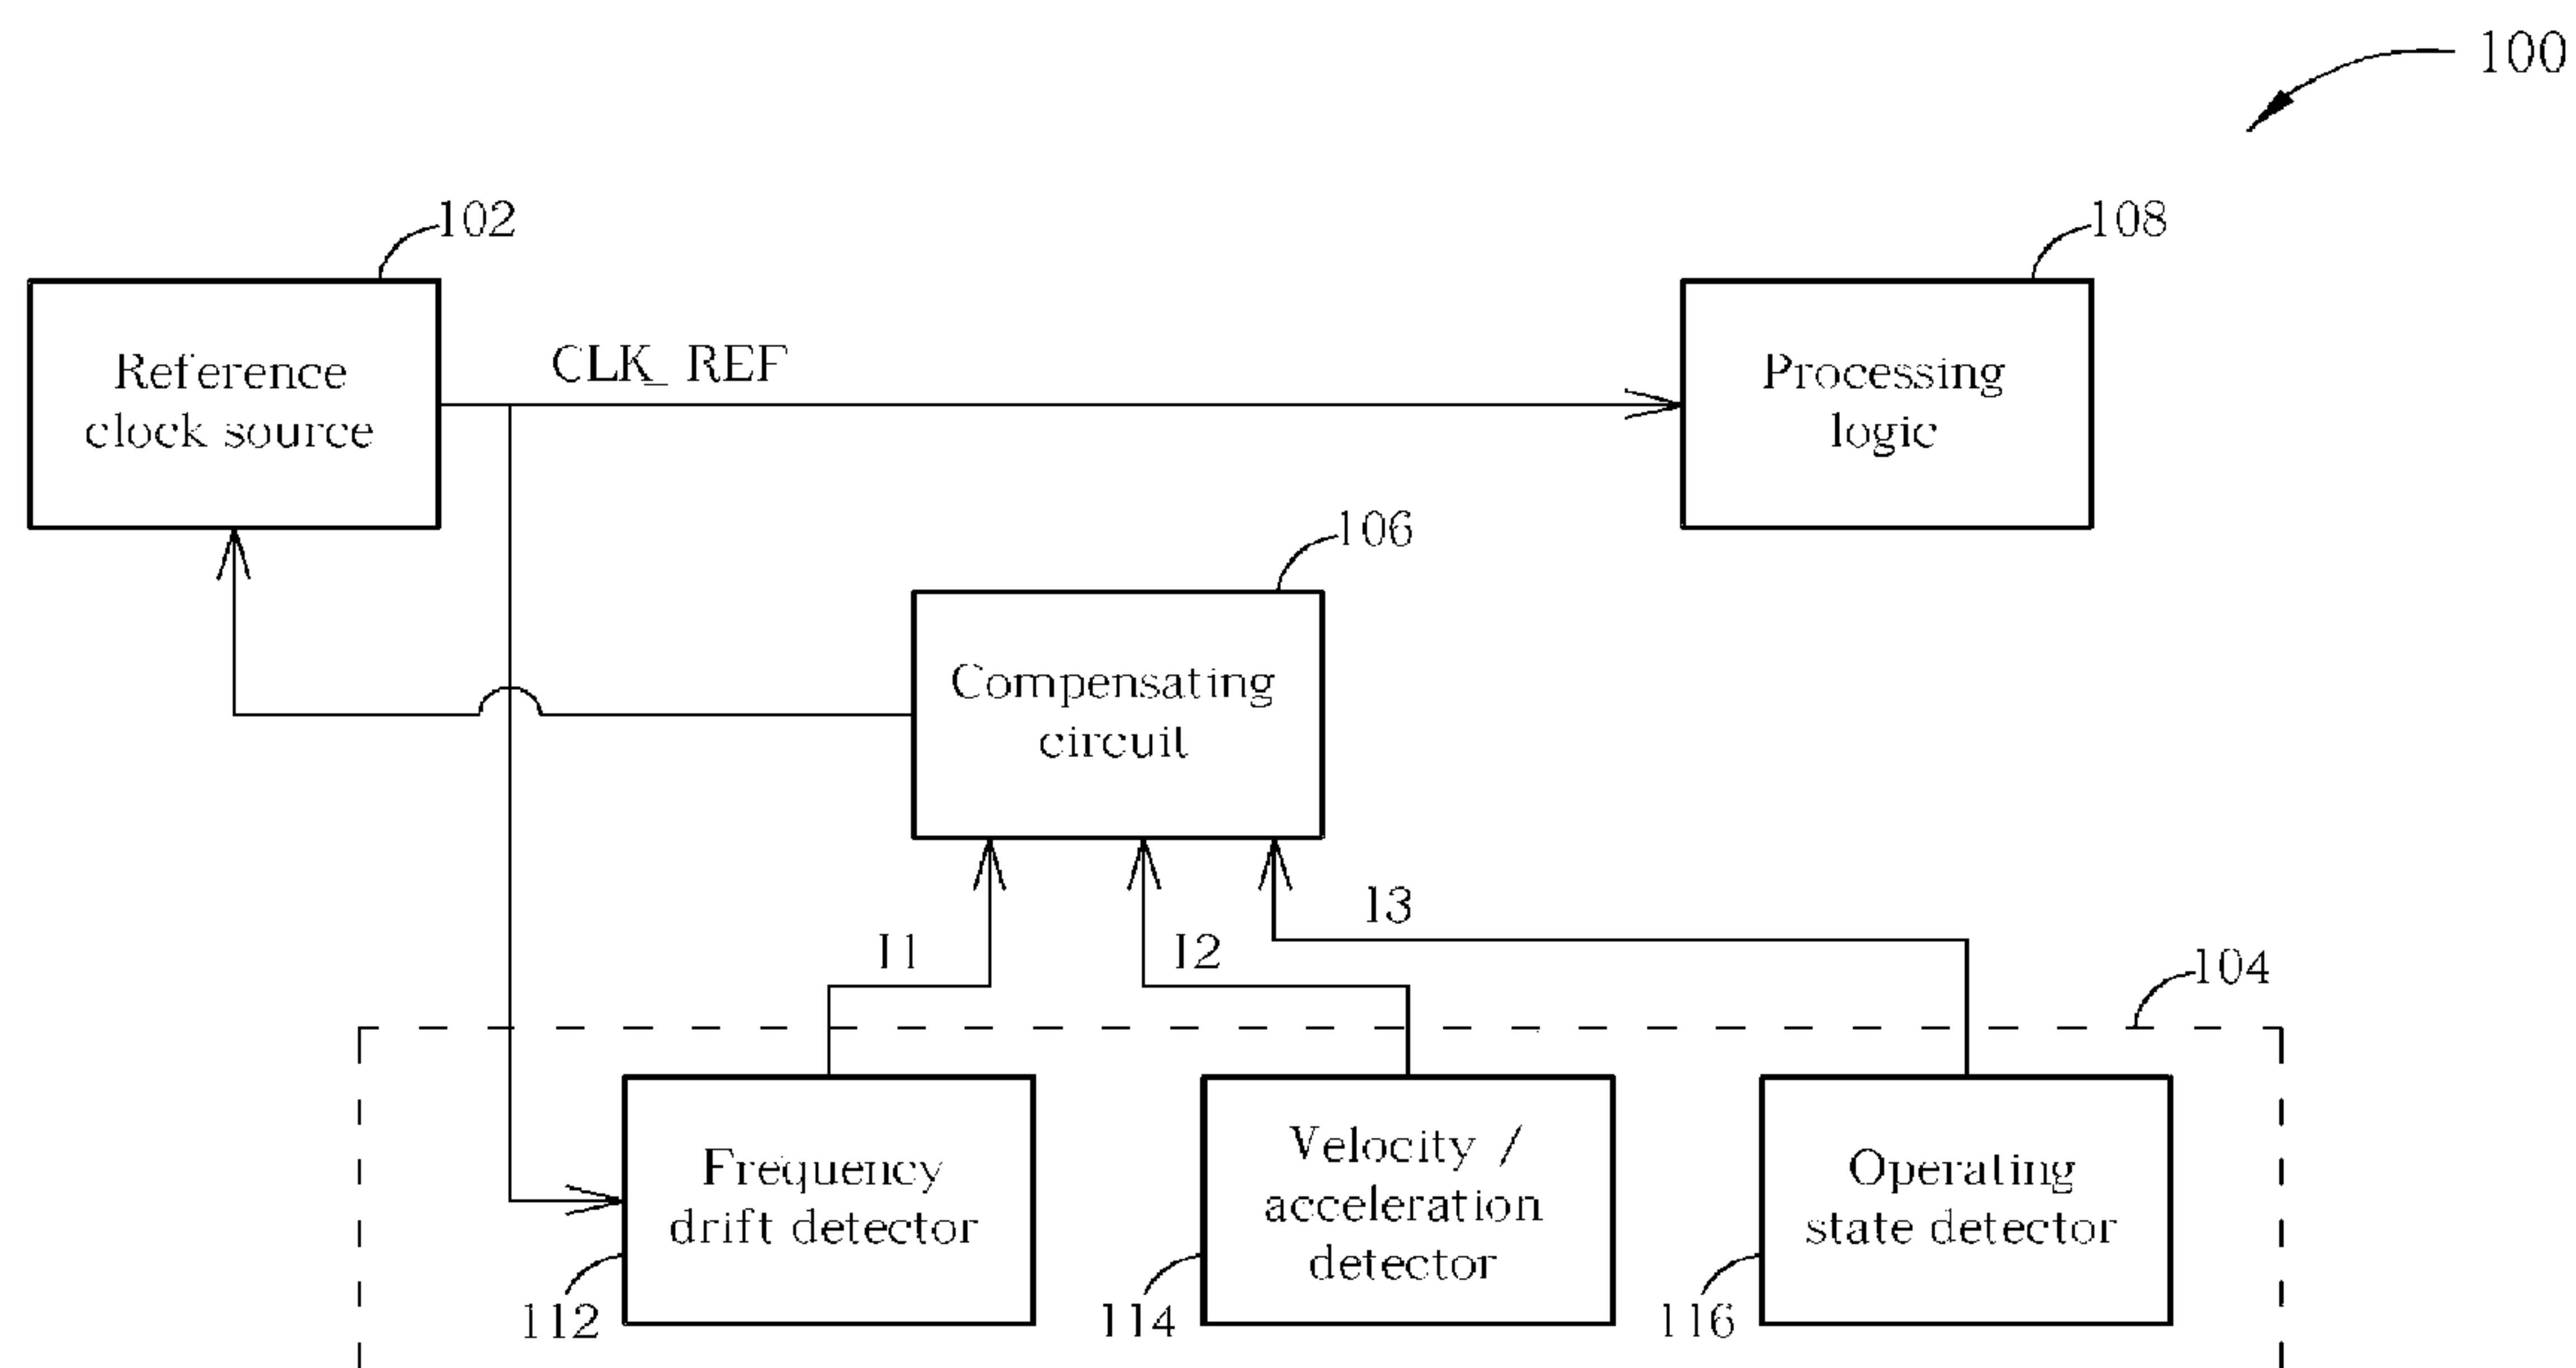 100
102
108
Reference
clock source
CLK_REF
Processing
logic
106
Compensating
circuit
I3
I1
I2
104
Frequency
drift detector
Velocity /
acceleration
detector
Operating
state detector
112
114
116